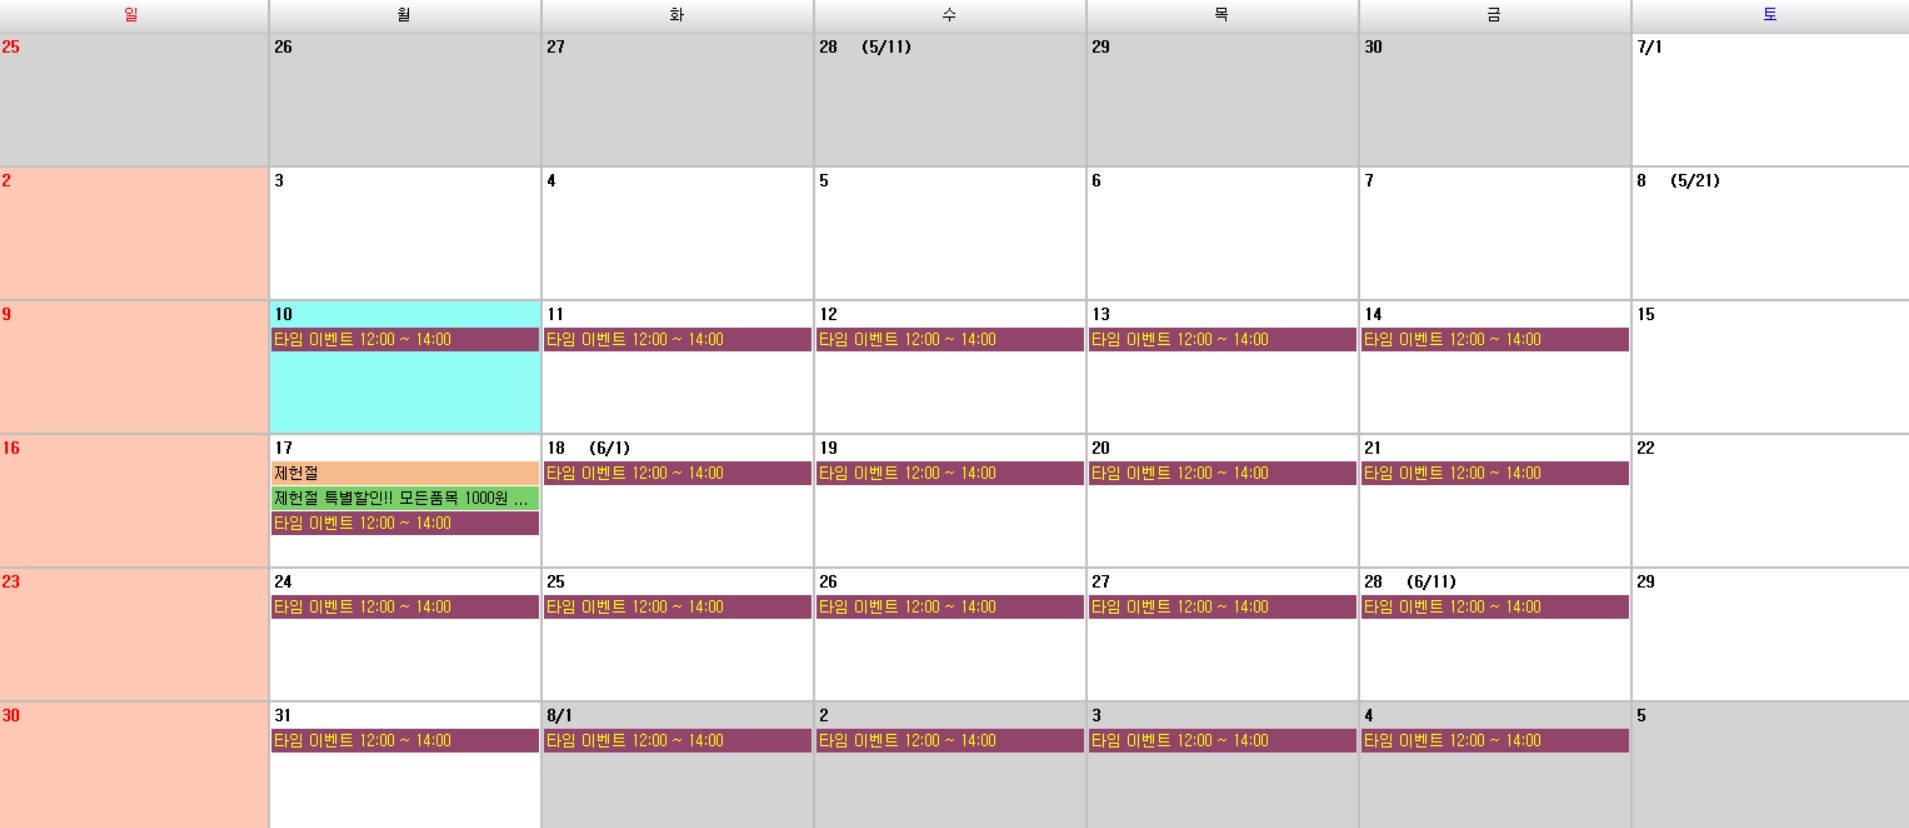 일 월 화 수 목 금 토
25 26 27 28 (5/11) 29 30 7/1
2 3 4 5 6 7 8 (5/21)
9 10 11 12 13 14 15
타임 이벤트 12:00 ~ 14:00 타임 이벤트 12:00 ~ 14:00 타임 이벤트 12:00 ~ 14:00 타임 이벤트 12:00 ~ 14:00 타임 이벤트 12:00 ~ 14:00
16 17 18 (6/1) 19 20 21 22
제헌절 타임 이벤트 12:00 ~ 14:00 타임 이벤트 12:00 ~ 14:00 타임 이벤트 12:00 ~ 14:00 타임 이벤트 12:00 ~ 14:00
제헌절 특별할인!! 모든품목 1000원 ...
타임 이벤트 12:00 ~ 14:00
23 24 25 26 27 28 (6/11) 29
타임 이벤트 12:00 ~ 14:00 타임 이벤트 12:00 ~ 14:00 타임 이벤트 12:00 ~ 14:00 타임 이벤트 12:00 ~ 14:00 타임 이벤트 12:00 ~ 14:00
30 31 8/1 2 3 4 5
타임 이벤트 12:00 ~ 14:00 타임 이벤트 12:00 ~ 14:00 타임 이벤트 12:00 ~ 14:00 타임 이벤트 12:00 ~ 14:00 타임 이벤트 12:00 ~ 14:00